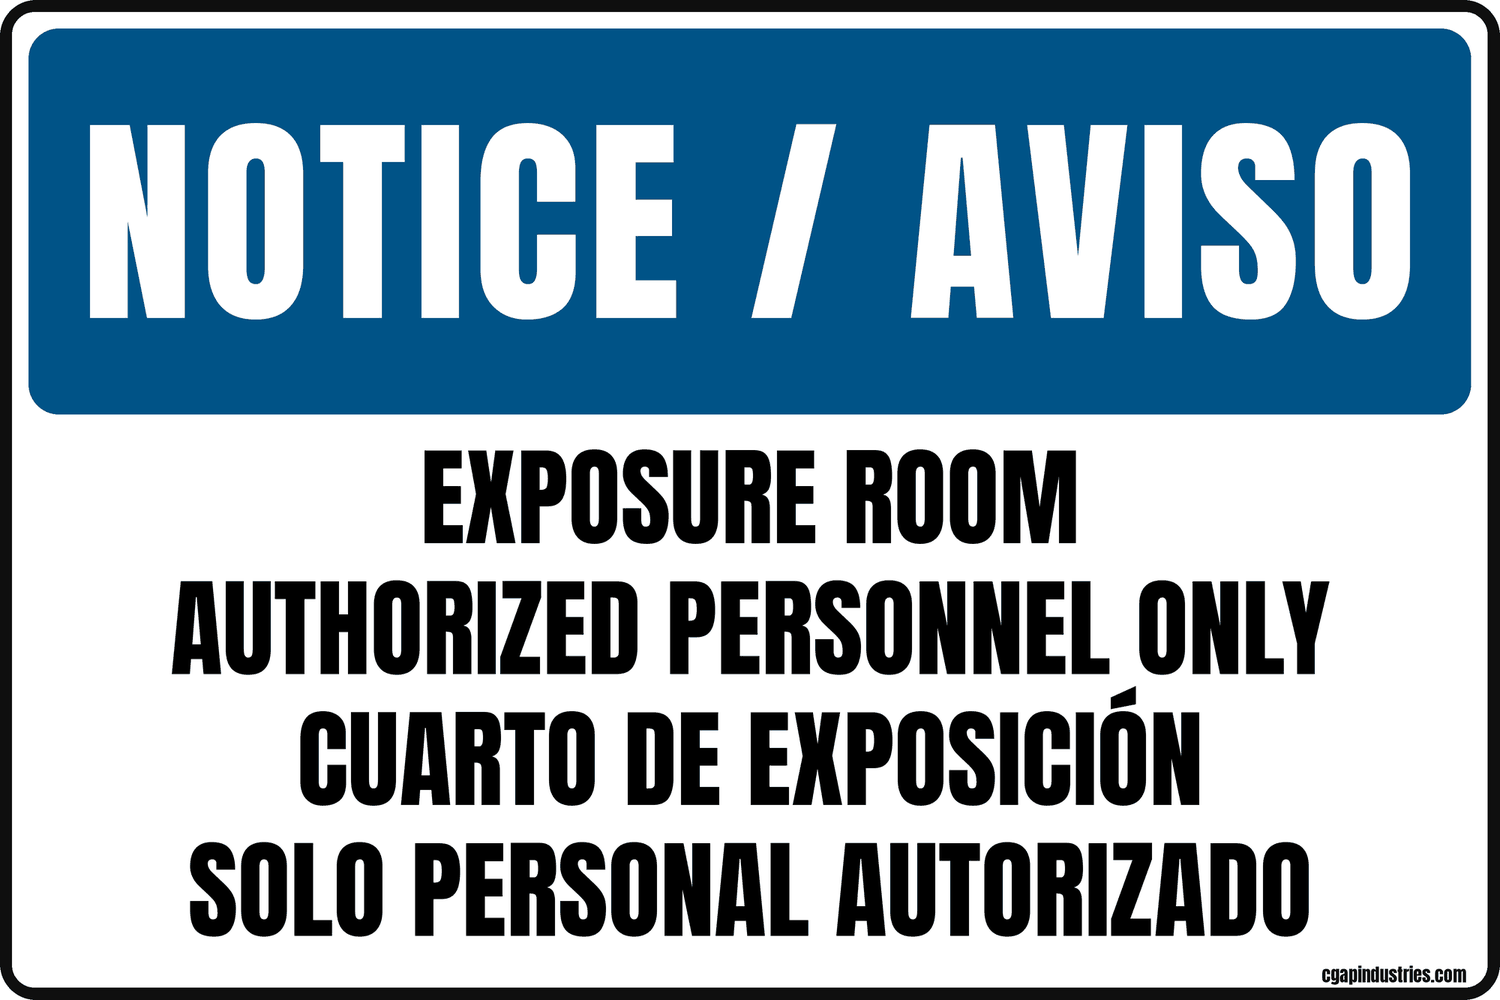 NOTICE / AVISO
EXPOSURE ROOM
AUTHORIZED PERSONNEL ONLY
CUARTO DE EXPOSICIÓN
SOLO PERSONAL AUTORIZADO
cgapindustries.com